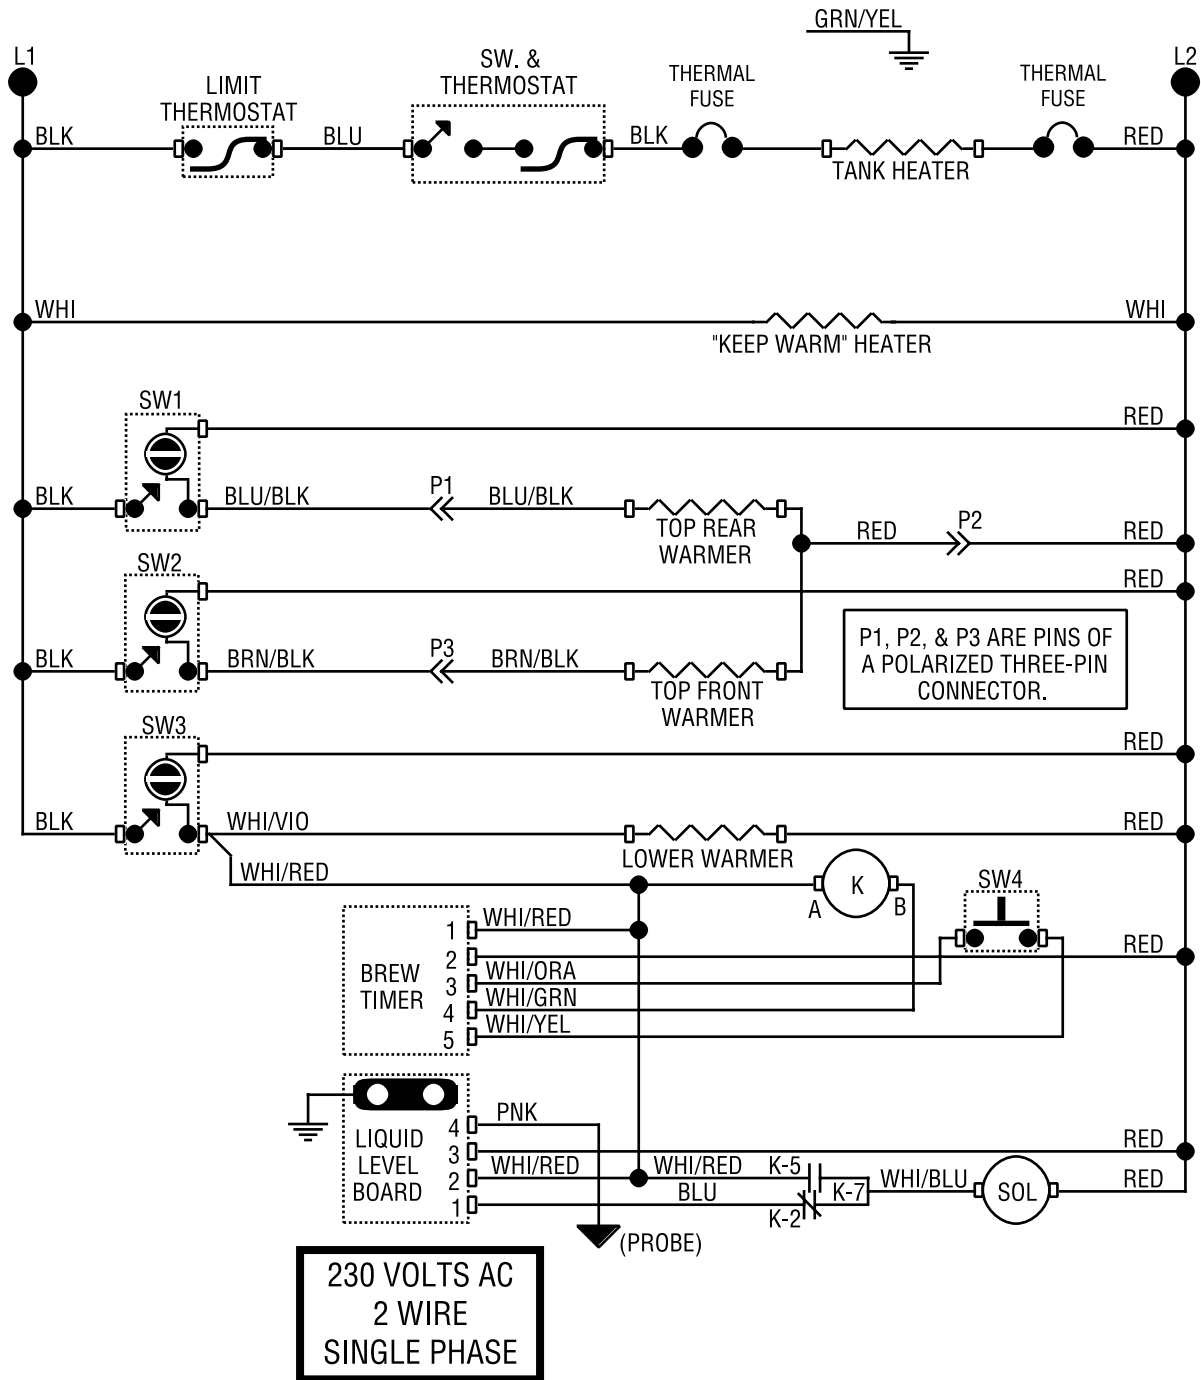 GRN/YEL
L1
L2
SW. &
THERMOSTAT
THERMAL
FUSE
THERMAL
FUSE
LIMIT
THERMOSTAT
BLK
BLU
BLK
RED
TANK HEATER
WHI
WHI
"KEEP WARM" HEATER
SW1
RED
BLK
BLU/BLK
P1
BLU/BLK
TOP REAR
WARMER
RED
P2
RED
SW2
RED
BLK
BRN/BLK
P3
BRN/BLK
TOP FRONT
WARMER
P1, P2, & P3 ARE PINS OF
A POLARIZED THREE-PIN
CONNECTOR.
SW3
RED
BLK
WHI/VIO
RED
LOWER WARMER
WHI/RED
K
A
B
SW4
BREW
TIMER
1
WHI/RED
2
RED
3
WHI/ORA
4
WHI/GRN
5
WHI/YEL
LIQUID
LEVEL
BOARD
4
PNK
3
RED
2
WHI/RED
WHI/RED
K-5
1
BLU
K-2
K-7
WHI/BLU
SOL
RED
(PROBE)
230 VOLTS AC
2 WIRE
SINGLE PHASE